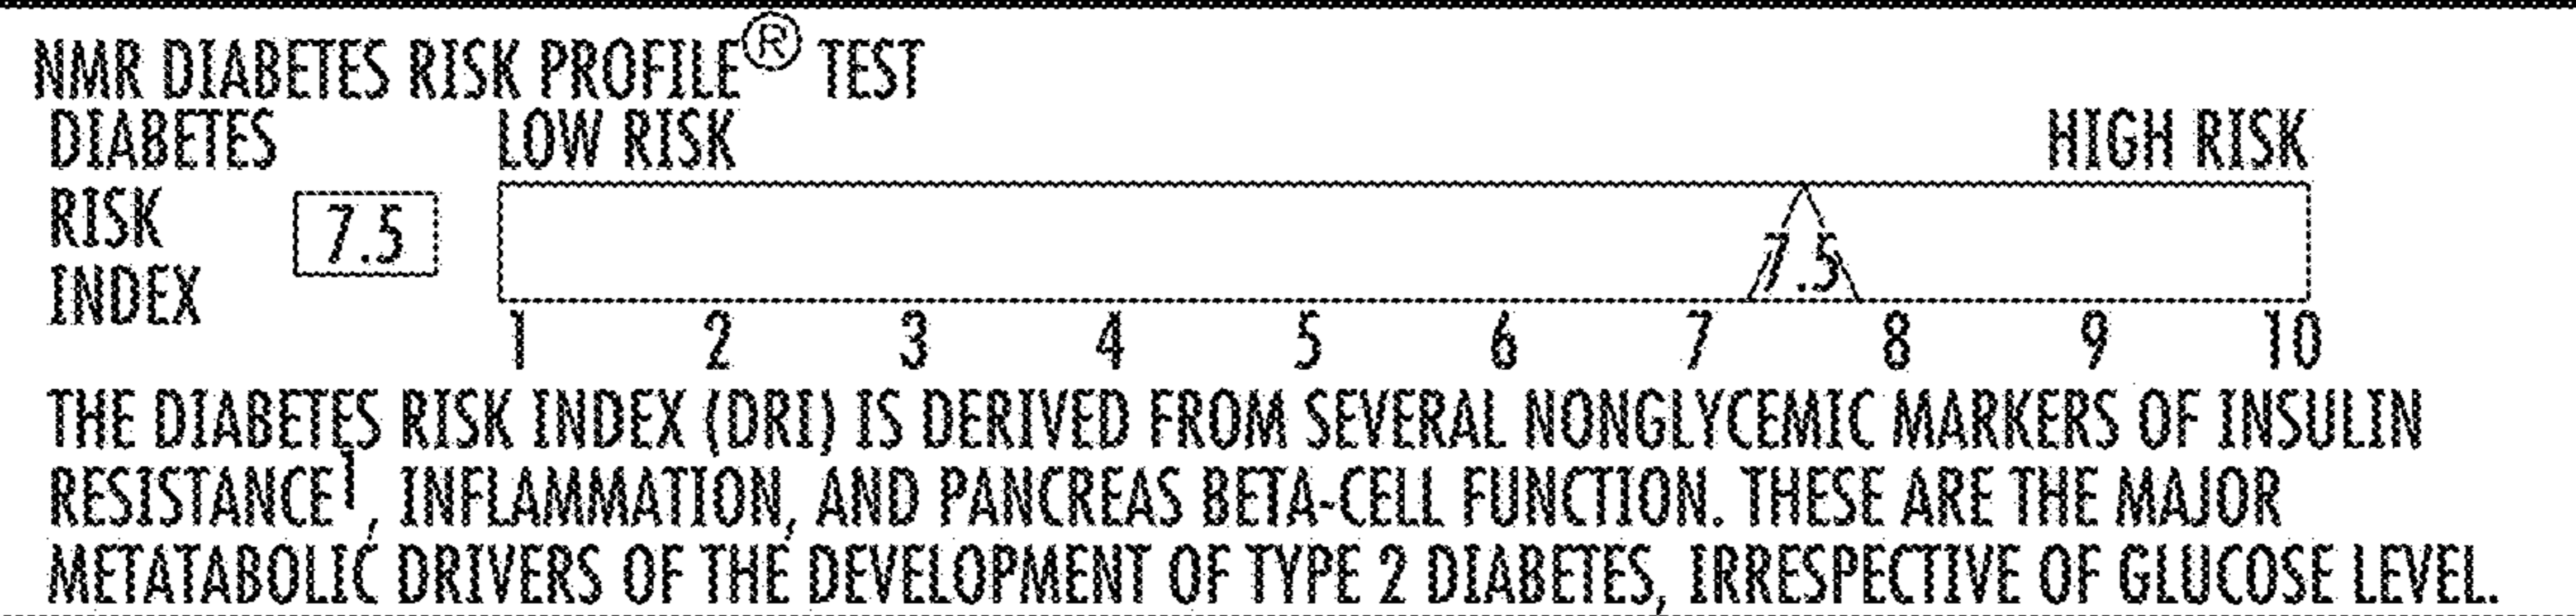 NMR DIABETES RISK PROFILE® TEST
DIABETES RISK INDEX
7.5
LOW RISK HIGH RISK
7.5
1 2 3 4 5 6 7 8 9 10
THE DIABETES RISK INDEX (DRI) IS DERIVED FROM SEVERAL NONGLYCEMIC MARKERS OF INSULIN
RESISTANCE¹, INFLAMMATION, AND PANCREAS BETA-CELL FUNCTION. THESE ARE THE MAJOR
METATABOLIC DRIVERS OF THE DEVELOPMENT OF TYPE 2 DIABETES, IRRESPECTIVE OF GLUCOSE LEVEL.